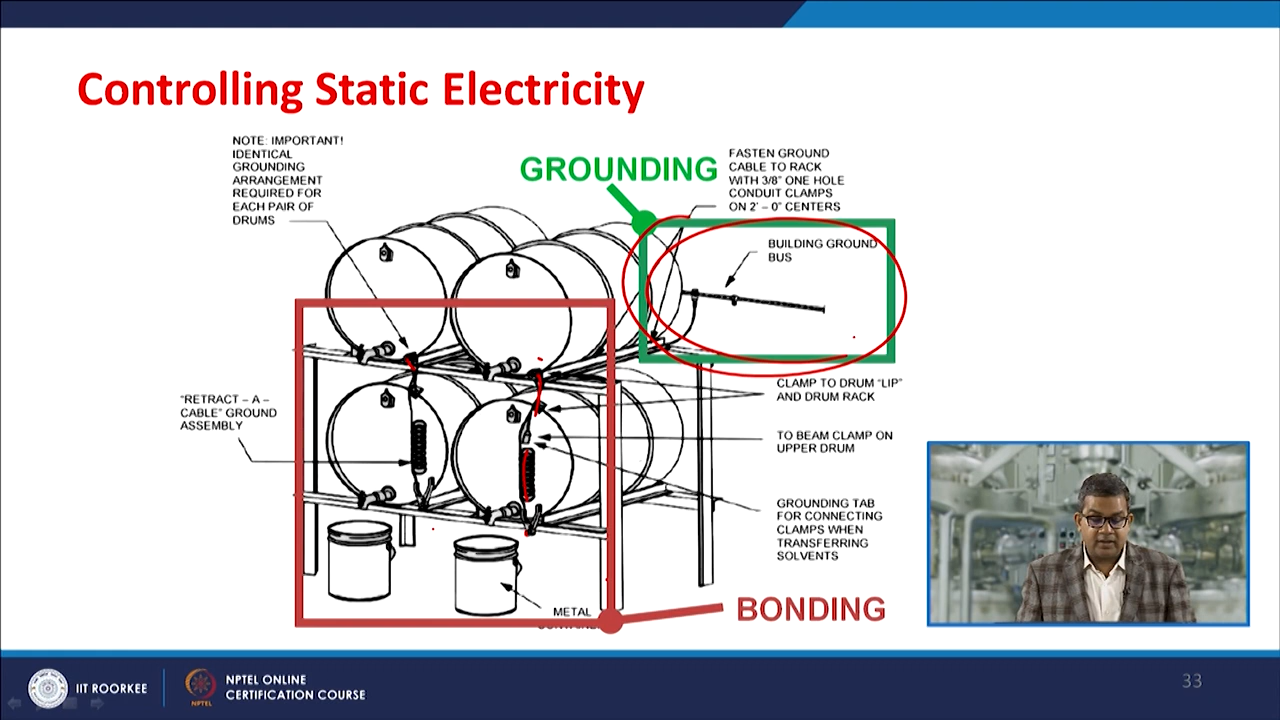 Controlling Static Electricity
NOTE: IMPORTANT!
IDENTICAL
GROUNDING
ARRANGEMENT
REQUIRED FOR
EACH PAIR OF
DRUMS
GROUNDING
FASTEN GROUND
CABLE TO RACK
WITH 3/8" ONE HOLE
CONDUIT CLAMPS
ON 2' – 0" CENTERS
BUILDING GROUND
BUS
"RETRACT – A –
CABLE" GROUND
ASSEMBLY
CLAMP TO DRUM "LIP"
AND DRUM RACK
TO BEAM CLAMP ON
UPPER DRUM
GROUNDING TAB
FOR CONNECTING
CLAMPS WHEN
TRANSFERRING
SOLVENTS
METAL
BONDING
IIT ROORKEE
NPTEL
NPTEL ONLINE
CERTIFICATION COURSE
33